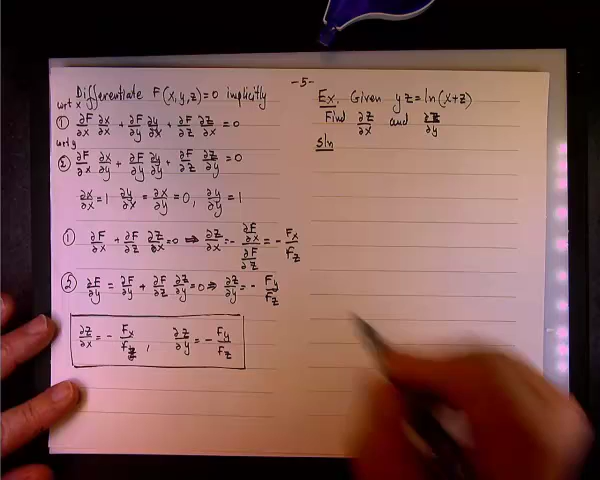 -5-
Differentiate F(x,y,z)=0 implicitly
wrt x
① ∂F/∂x ∂x/∂x + ∂F/∂y ∂y/∂x + ∂F/∂z ∂z/∂x = 0
wrt y
② ∂F/∂x ∂x/∂y + ∂F/∂y ∂y/∂y + ∂F/∂z ∂z/∂y = 0
∂x/∂x = 1 ∂y/∂x = ∂x/∂y = 0, ∂y/∂y = 1
① ∂F/∂x + ∂F/∂z ∂z/∂x = 0 ⇒ ∂z/∂x = - ∂F/∂x / ∂F/∂z = - Fx/Fz
② ∂F/∂y = ∂F/∂y + ∂F/∂z ∂z/∂y = 0 ⇒ ∂z/∂y = - Fy/Fz
∂z/∂x = - Fx/Fz , ∂z/∂y = - Fy/Fz
Ex. Given yz = ln(x+z)
Find ∂z/∂x and ∂z/∂y
sln